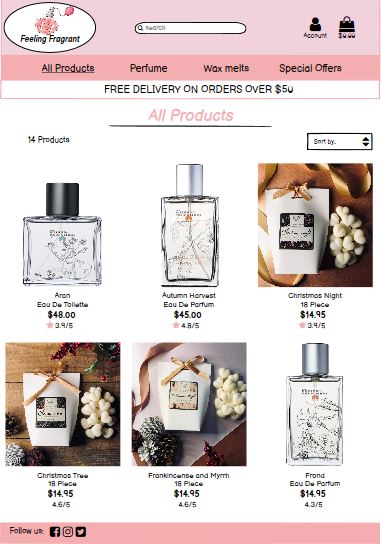 Feeling Fragrant
Search
Account
$0.00
All Products
Perfume
Wax melts
Special Offers
FREE DELIVERY ON ORDERS OVER $50
All Products
14 Products
Sort by.
Aran
Eau De Toilette
$48.00
3.9/5
Autumn Harvest
Eau De Parfum
$45.00
4.8/5
Christmas Night
18 Piece
$14.95
3.9/5
Christmas Tree
18 Piece
$14.95
4.6/5
Frankincense and Myrrh
18 Piece
$14.95
4.6/5
Frond
Eau De Parfum
$14.95
4.3/5
Follow us: